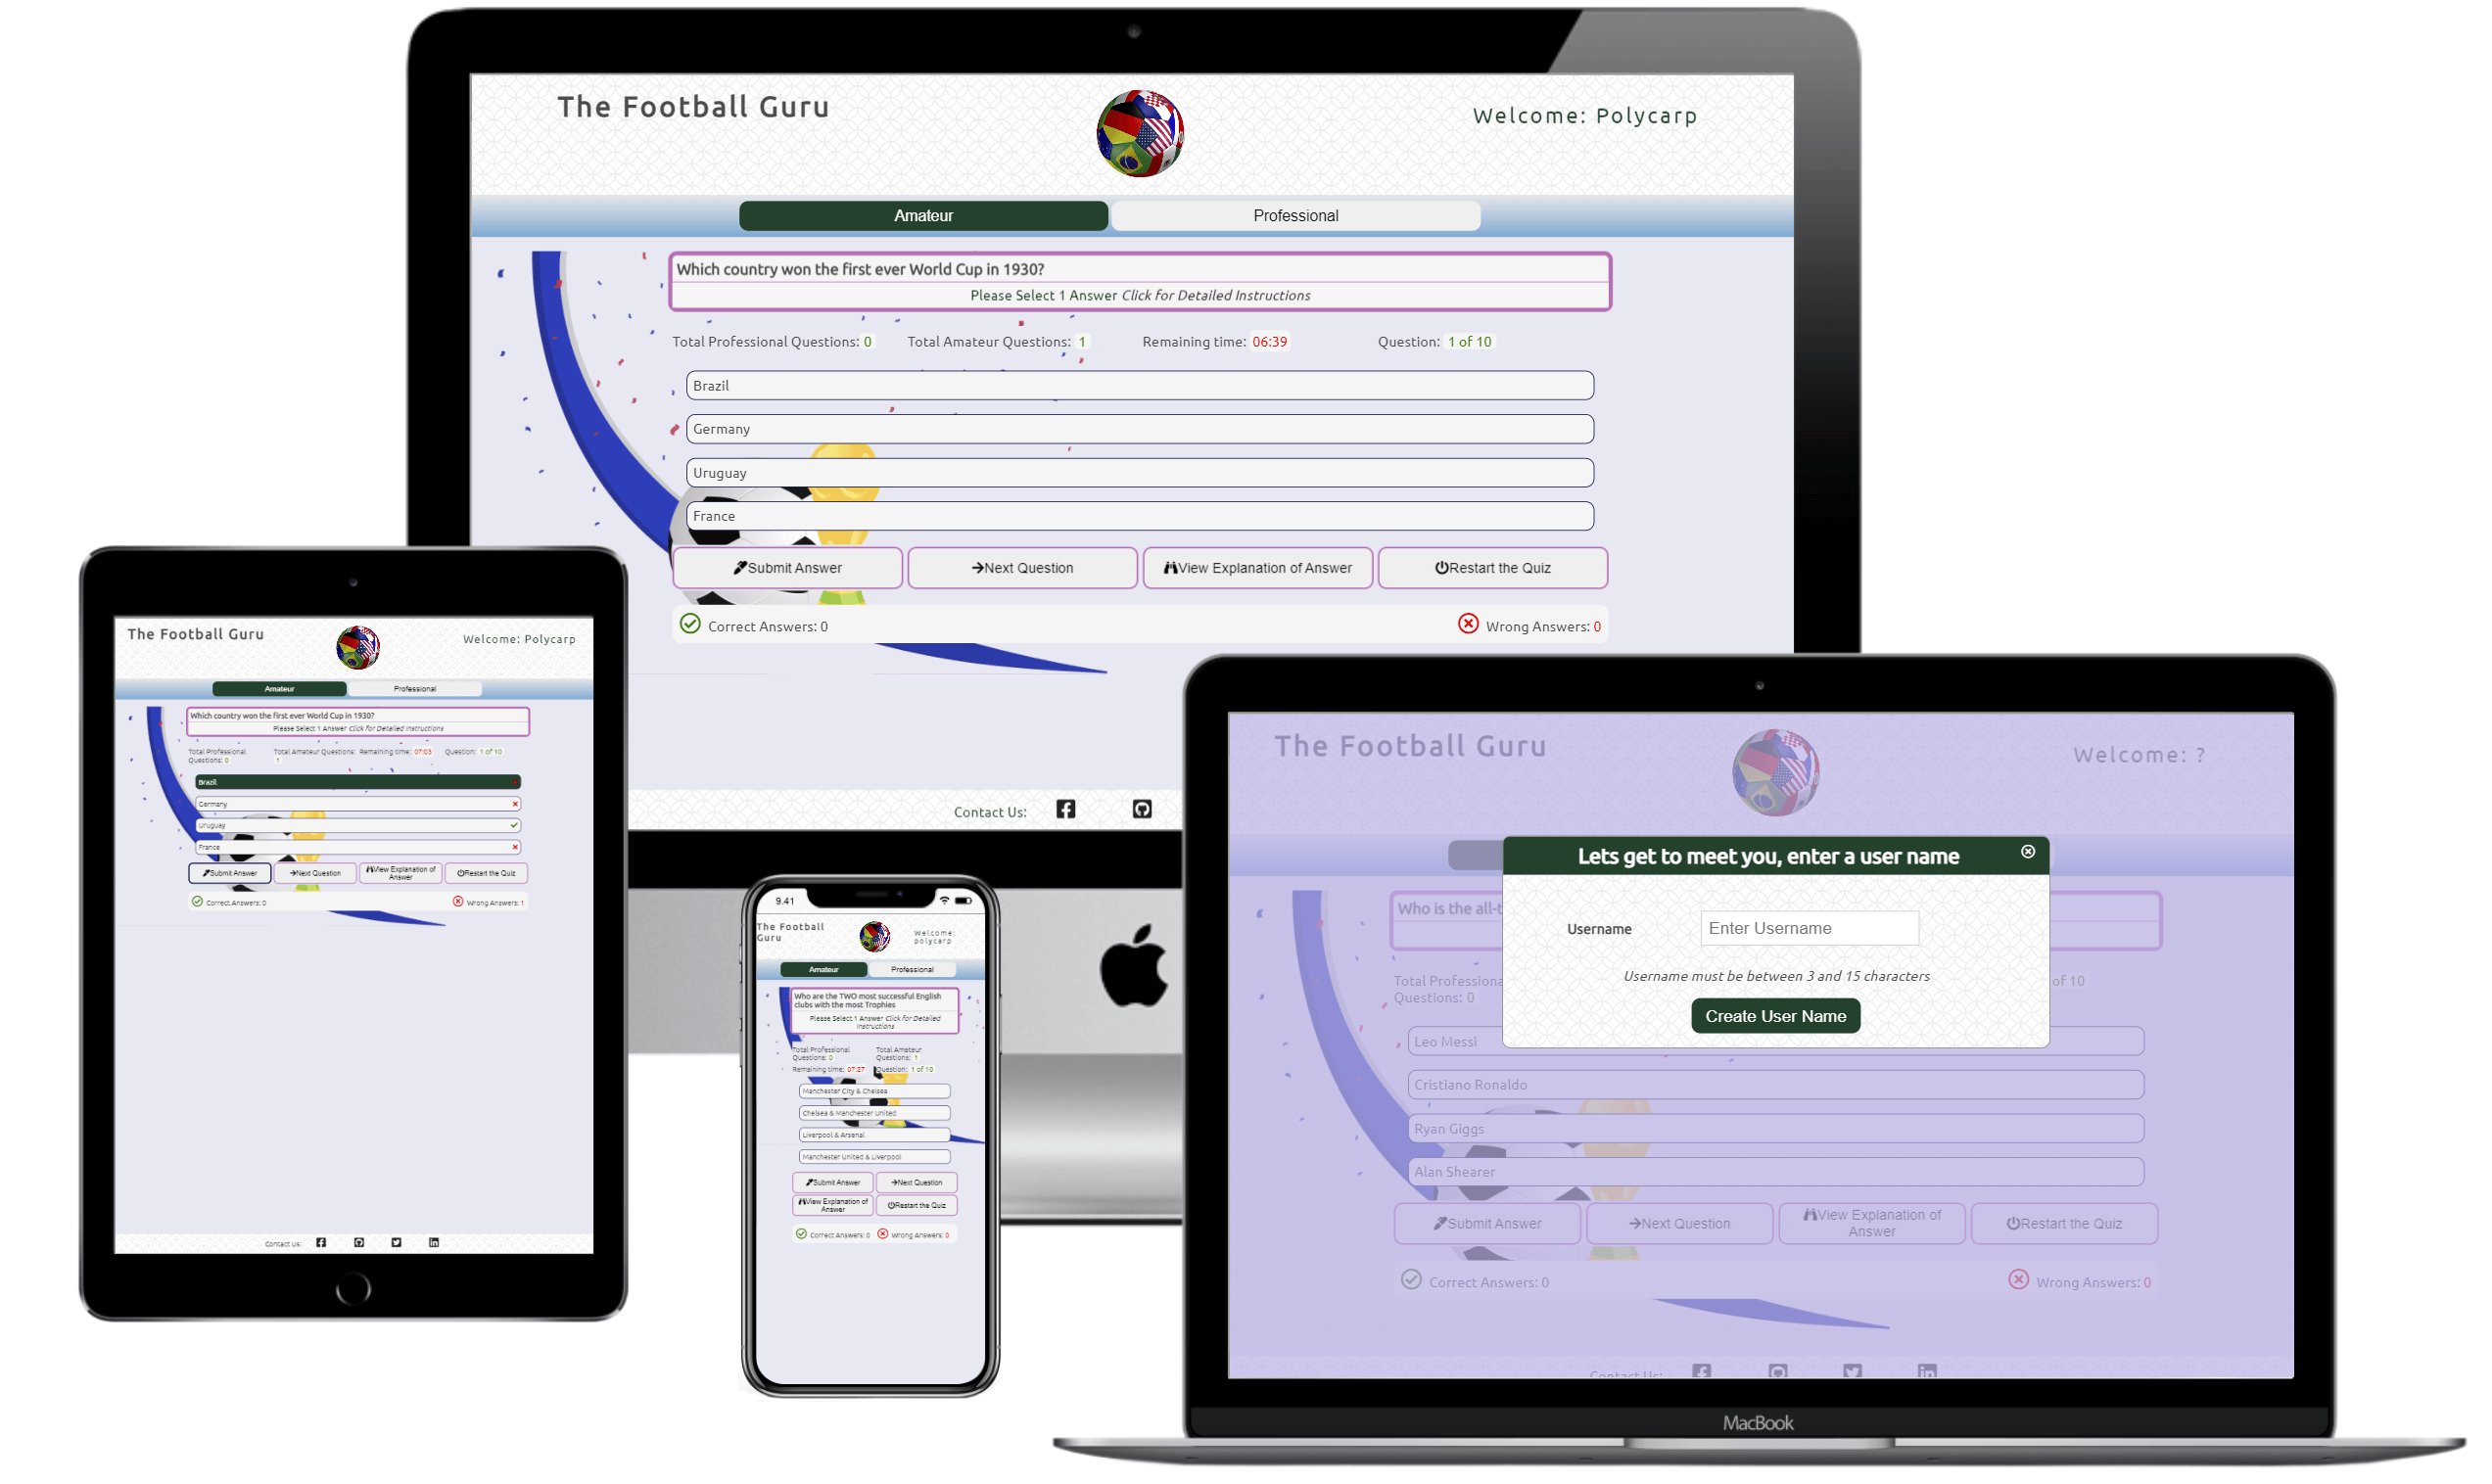 The Football Guru
Welcome: Polycarp
Amateur
Professional
Which country won the first ever World Cup in 1930?
Please Select 1 Answer Click for Detailed Instructions
Total Professional Questions: 0
Total Amateur Questions: 1
Remaining time: 06:39
Question: 1 of 10
Brazil
Germany
Uruguay
France
Submit Answer
Next Question
View Explanation of Answer
Restart the Quiz
Correct Answers: 0
Wrong Answers: 0
Contact Us:
The Football Guru
Welcome: Polycarp
Amateur
Professional
Which country won the first ever World Cup in 1930?
Please Select 1 Answer Click for Detailed Instructions
Total Professional
Questions: 0
Total Amateur Questions:
1
Remaining time: 07:03
Question: 1 of 10
Brazil
Germany
Uruguay
France
Submit Answer
Next Question
View Explanation of
Answer
Restart the Quiz
Correct Answers: 0
Wrong Answers: 1
Contact Us:
9.41
The Football
Guru
Welcome:
polycarp
Amateur
Professional
Who are the TWO most successful English
clubs with the most Trophies
Please Select 1 Answer Click for Detailed
Instructions
Total Professional
Questions: 0
Total Amateur
Questions: 1
Remaining time: 07:27
Question: 1 of 10
Manchester City & Chelsea
Chelsea & Manchester United
Liverpool & Arsenal
Manchester United & Liverpool
Submit Answer
Next Question
View Explanation of
Answer
Restart the Quiz
Correct Answers: 0
Wrong Answers: 0
The Football Guru
Welcome: ?
Lets get to meet you, enter a user name
Username
Enter Username
Username must be between 3 and 15 characters
Create User Name
Who is the all-t
Total Professiona
Questions: 0
of 10
Leo Messi
Cristiano Ronaldo
Ryan Giggs
Alan Shearer
Submit Answer
Next Question
View Explanation of
Answer
Restart the Quiz
Correct Answers: 0
Wrong Answers: 0
Contact Us:
MacBook